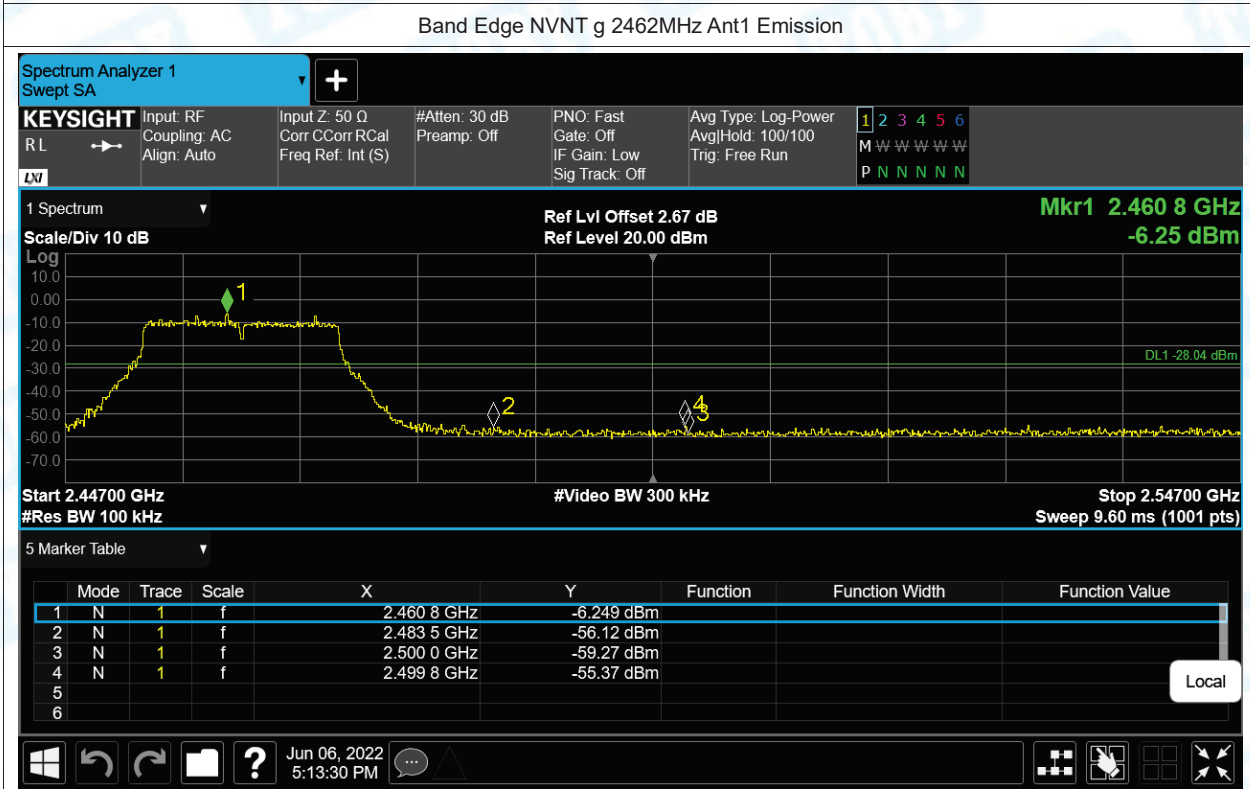 Band Edge NVNT g 2462MHz Ant1 Emission
Spectrum Analyzer 1
Swept SA
KEYSIGHT
RL
LXI
Input: RF
Coupling: AC
Align: Auto
Input Z: 50 Ω
Corr CCorr RCal
Freq Ref: Int (S)
#Atten: 30 dB
Preamp: Off
PNO: Fast
Gate: Off
IF Gain: Low
Sig Track: Off
Avg Type: Log-Power
Avg|Hold: 100/100
Trig: Free Run
1 2 3 4 5 6
M W W W W W
P N N N N N
1 Spectrum
Scale/Div 10 dB
Ref Lvl Offset 2.67 dB
Ref Level 20.00 dBm
Mkr1 2.460 8 GHz
-6.25 dBm
Log
10.0
0.00
-10.0
-20.0
-30.0
-40.0
-50.0
-60.0
-70.0
1
2
4
3
DL1 -28.04 dBm
Start 2.44700 GHz
#Video BW 300 kHz
Stop 2.54700 GHz
#Res BW 100 kHz
Sweep 9.60 ms (1001 pts)
5 Marker Table
Mode Trace Scale X Y Function Function Width Function Value
1 N 1 f 2.460 8 GHz -6.249 dBm
2 N 1 f 2.483 5 GHz -56.12 dBm
3 N 1 f 2.500 0 GHz -59.27 dBm
4 N 1 f 2.499 8 GHz -55.37 dBm
5
6
Local
?
Jun 06, 2022
5:13:30 PM